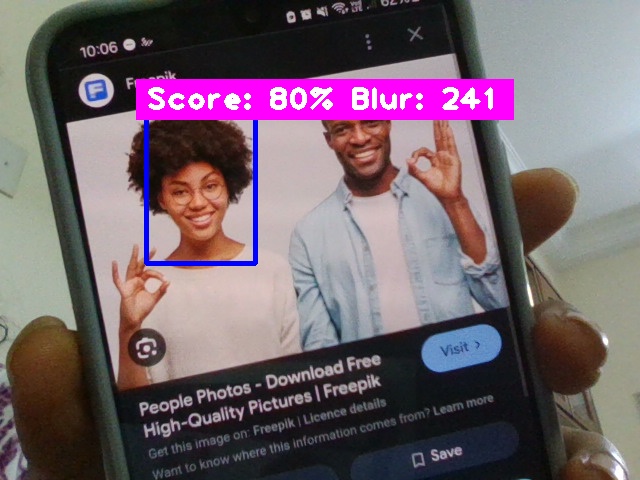 10:06
62%
Freepik
Score: 80% Blur: 241
Visit >
People Photos - Download Free
High-Quality Pictures | Freepik
Get this image on: Freepik | Licence details
Want to know where this information comes from? Learn more
Save